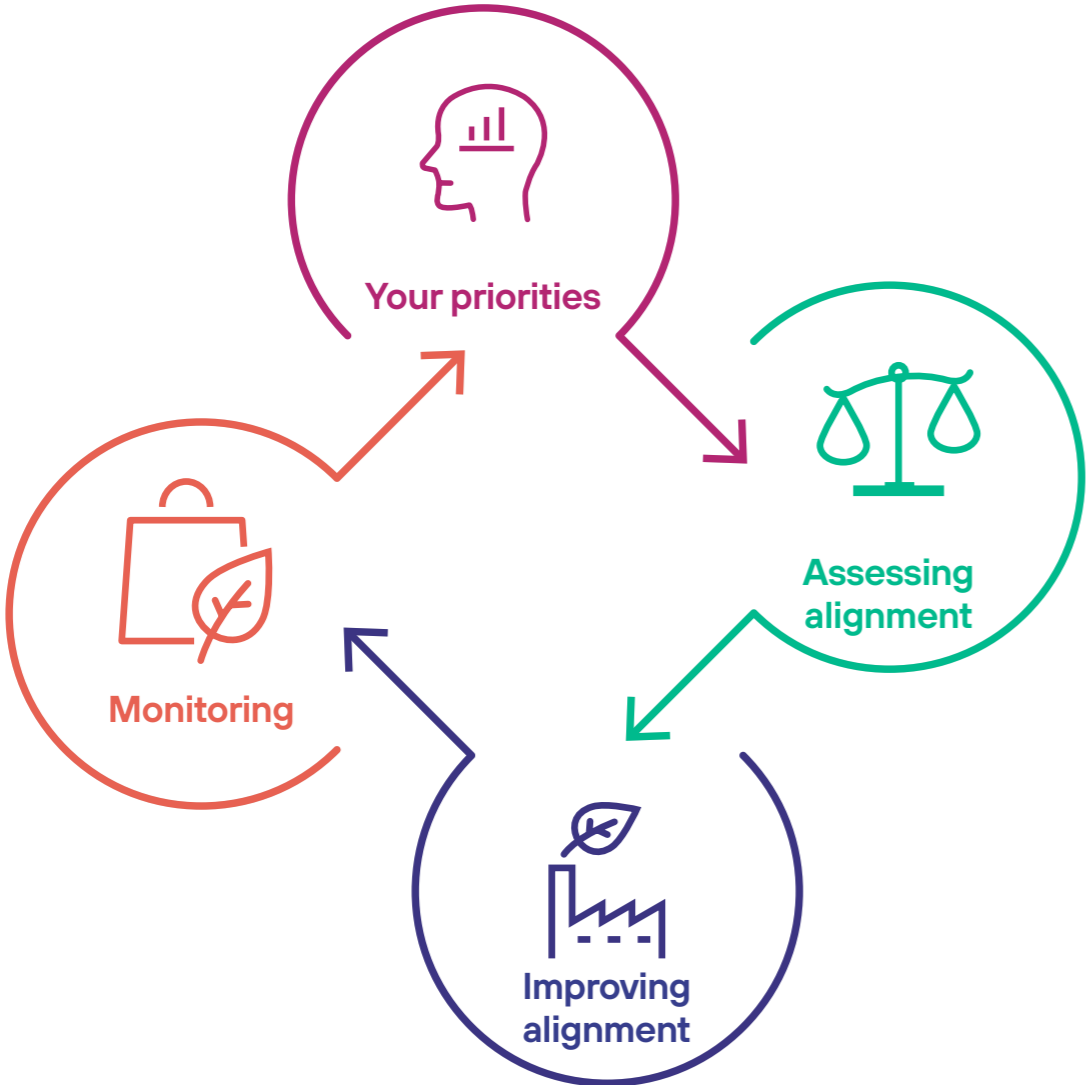 Your priorities
Assessing
alignment
Improving
alignment
Monitoring